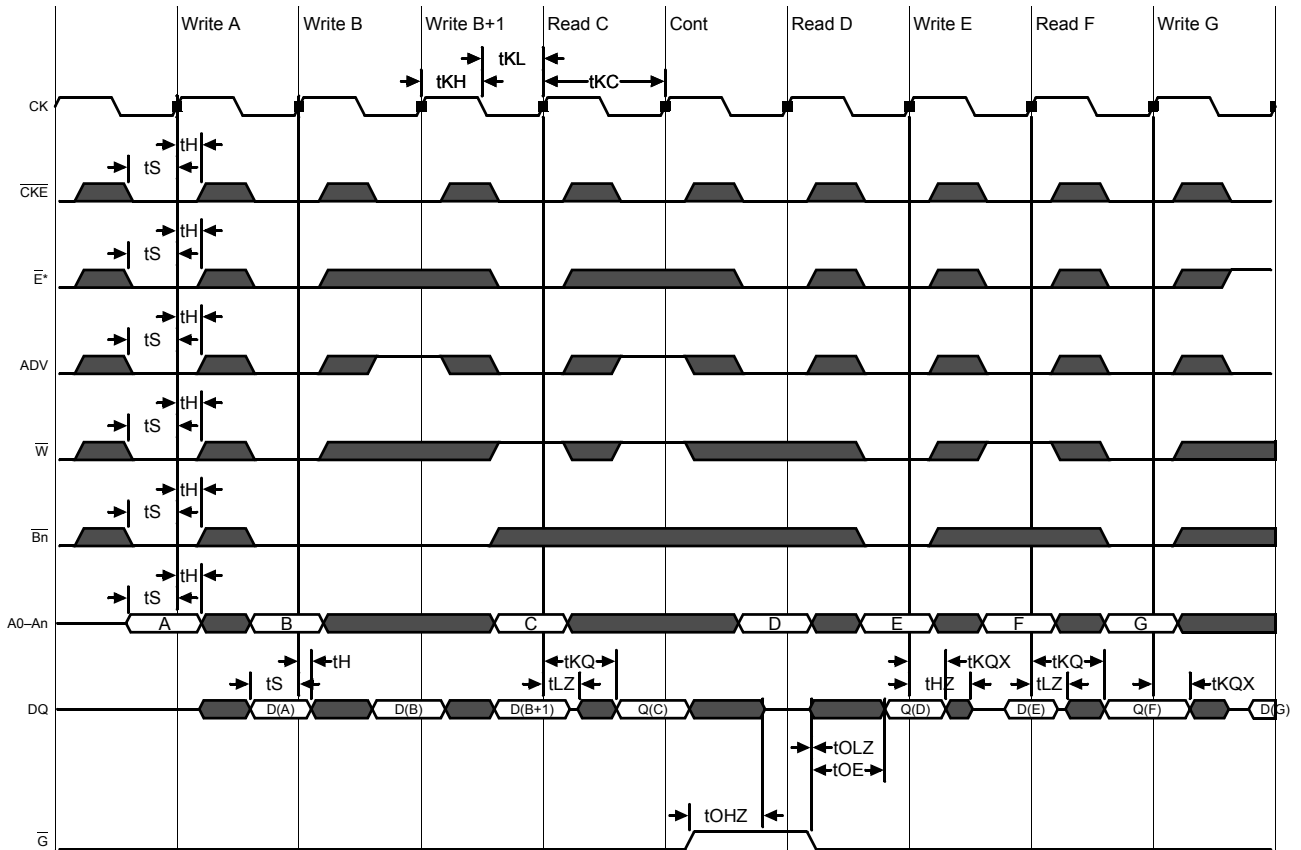 Write A Write B Write B+1 Read C Cont Read D Write E Read F Write G
tKL
tKH tKC
CK
tH
tS
CKE
tH
tS
E*
tH
tS
ADV
tH
tS
W
tH
tS
Bn
tH
tS
A0–An A B C D E F G
tH tKQ tKQX tKQ
tS tLZ tHZ tLZ tKQX
DQ D(A) D(B) D(B+1) Q(C) Q(D) D(E) Q(F) D(G)
tOLZ
tOE
tOHZ
G